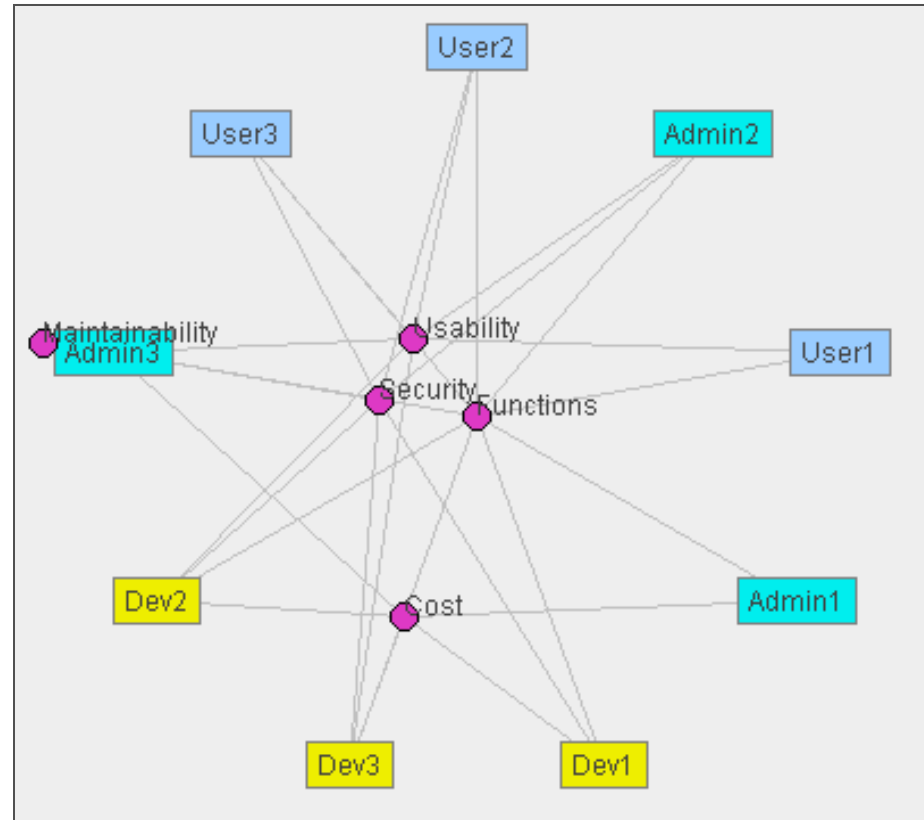 User2
User3
Admin2
Usability
Maintainability
Admin3
User1
Security
Functions
Dev2
Cost
Admin1
Dev3
Dev1